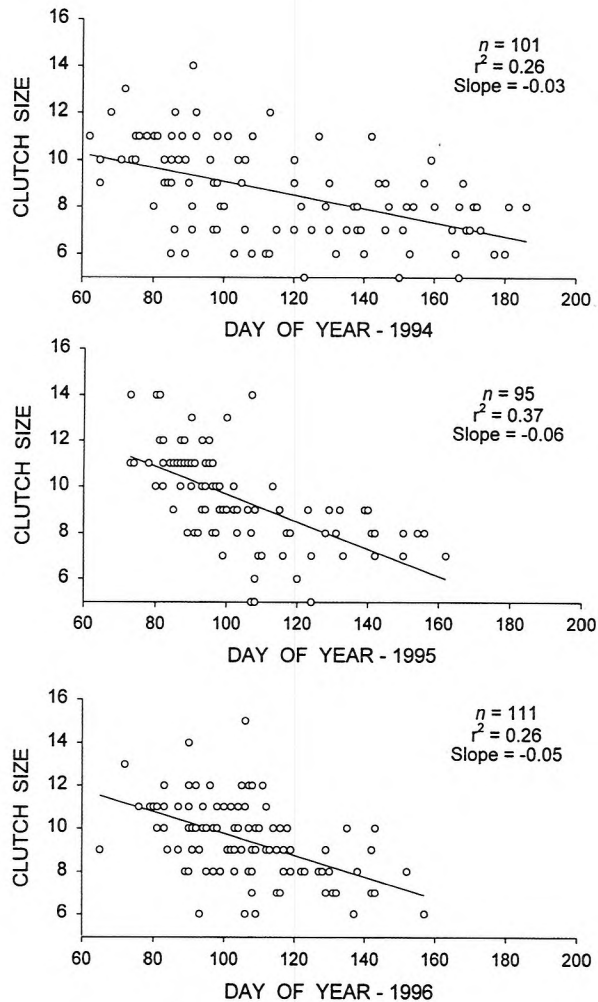 16
14
12
10
8
6
CLUTCH SIZE
n = 101
r² = 0.26
Slope = -0.03
60 80 100 120 140 160 180 200
DAY OF YEAR - 1994
16
14
12
10
8
6
CLUTCH SIZE
n = 95
r² = 0.37
Slope = -0.06
60 80 100 120 140 160 180 200
DAY OF YEAR - 1995
16
14
12
10
8
6
CLUTCH SIZE
n = 111
r² = 0.26
Slope = -0.05
60 80 100 120 140 160 180 200
DAY OF YEAR - 1996